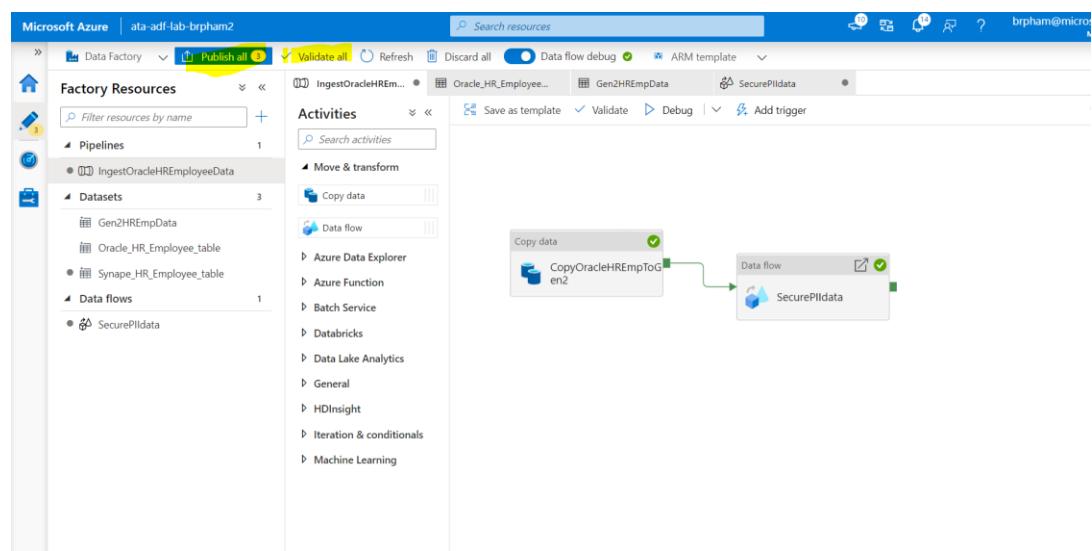 Microsoft Azure ata-adf-lab-brpham2 Search resources 10 14 ? brpham@micros
» Data Factory Publish all 3 Validate all Refresh Discard all Data flow debug ARM template
Factory Resources
Filter resources by name
Pipelines 1
IngestOracleHREmployeeData
Datasets 3
Gen2HREmpData
Oracle_HR_Employee_table
Synape_HR_Employee_table
Data flows 1
SecurePIIdata
3
IngestOracleHREm... Oracle_HR_Employee... Gen2HREmpData SecurePIIdata
Activities
Search activities
Move & transform
Copy data
Data flow
Azure Data Explorer
Azure Function
Batch Service
Databricks
Data Lake Analytics
General
HDInsight
Iteration & conditionals
Machine Learning
Save as template Validate Debug Add trigger
Copy data
CopyOracleHREmpToG
en2
Data flow
SecurePIIdata